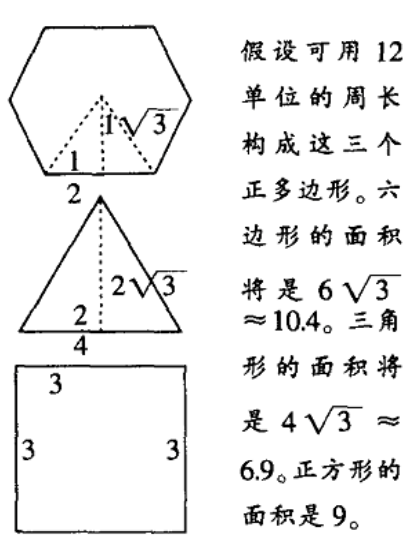 假设可用 12
单位的周长
构成这三个
正多边形。六
边形的面积
将是 6√3
≈10.4。三角
形的面积将
是 4√3 ≈
6.9。正方形的
面积是9。
1√3
1
2
2√3
2
4
3
3
3